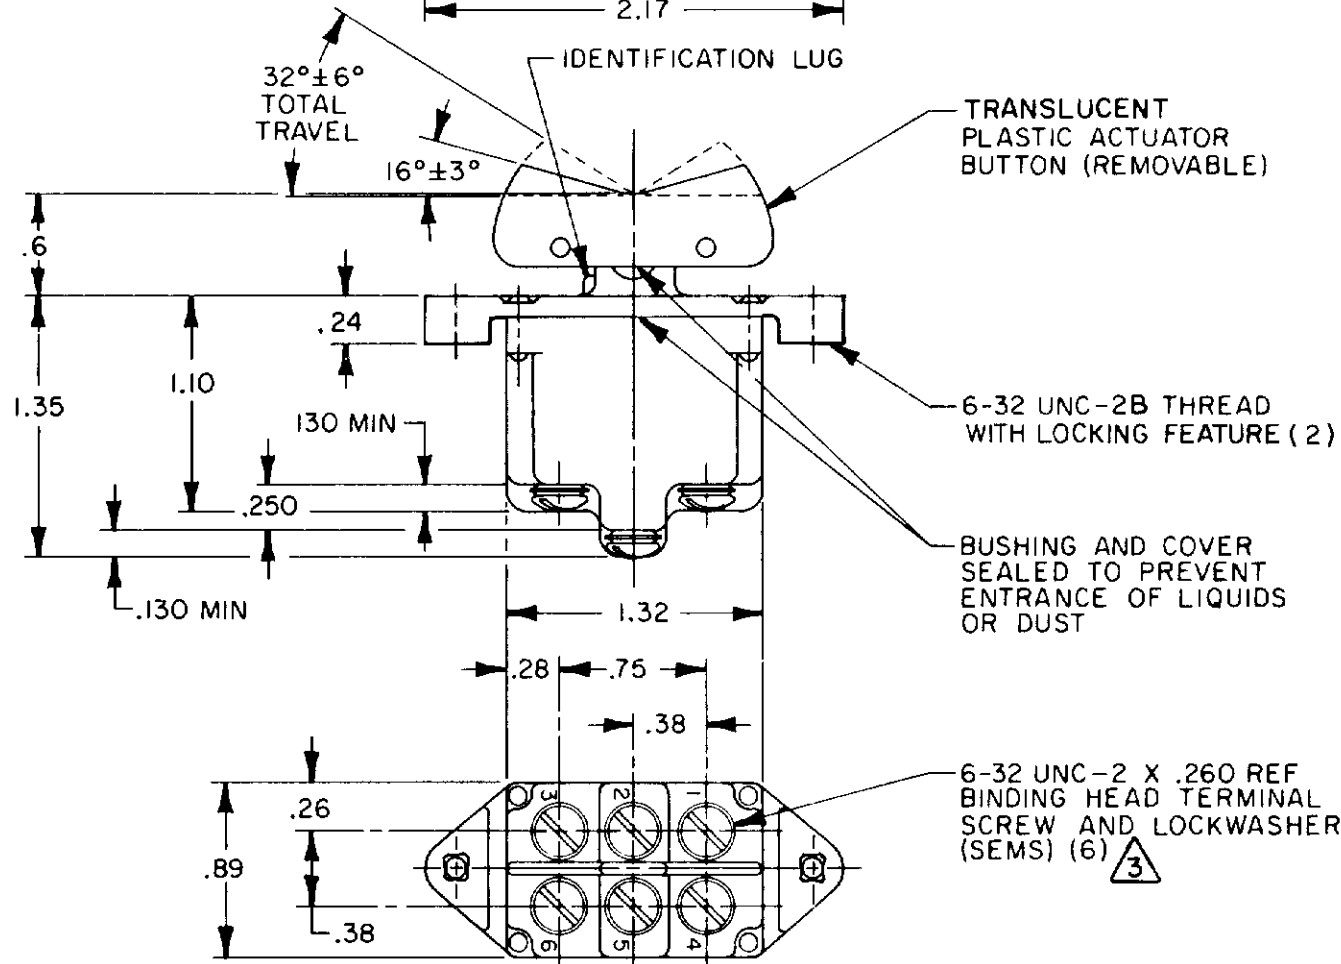 2.17
IDENTIFICATION LUG
32°±6°
TOTAL
TRAVEL
16°±3°
TRANSLUCENT
PLASTIC ACTUATOR
BUTTON (REMOVABLE)
.6
.24
1.10
1.35
130 MIN
.250
.130 MIN
6-32 UNC-2B THREAD
WITH LOCKING FEATURE (2)
BUSHING AND COVER
SEALED TO PREVENT
ENTRANCE OF LIQUIDS
OR DUST
1.32
.28
.75
.38
6-32 UNC-2 X .260 REF
BINDING HEAD TERMINAL
SCREW AND LOCKWASHER
(SEMS) (6)
3
.26
.89
.38
3 2 1
6 5 4